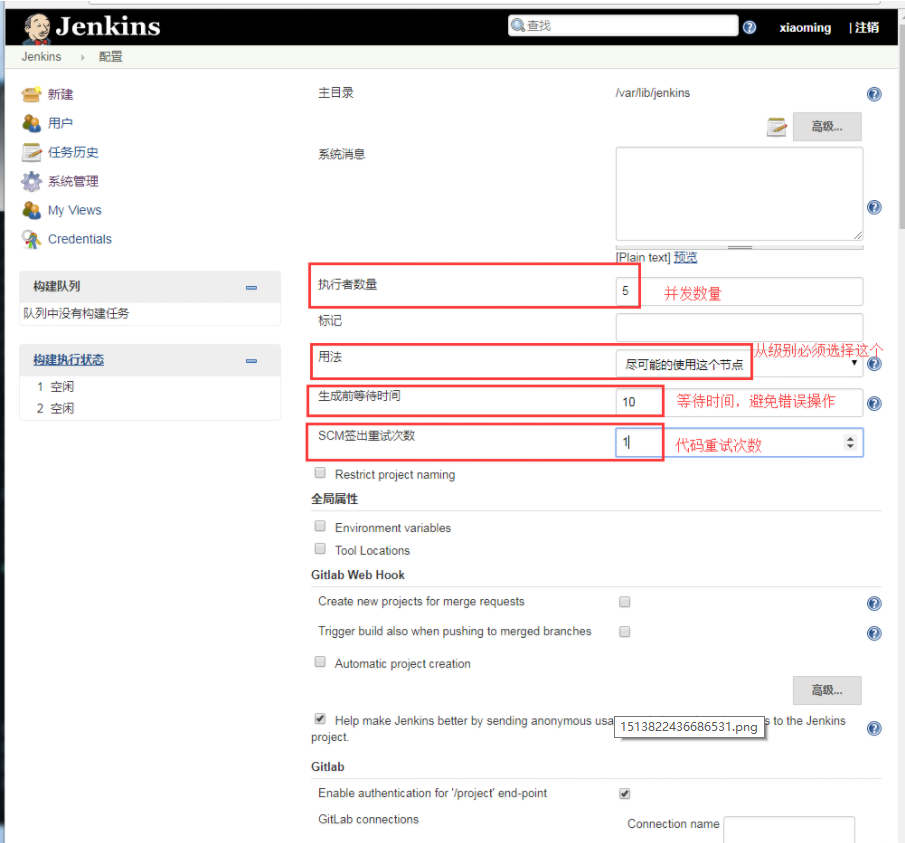 Jenkins
查找
xiaoming
|注销
Jenkins
配置
新建
用户
任务历史
系统管理
My Views
Credentials
构建队列
队列中没有构建任务
构建执行状态
1 空闲
2 空闲
主目录
/var/lib/jenkins
高级...
系统消息
[Plain text] 预览
执行者数量
5
并发数量
标记
用法
尽可能的使用这个节点
从级别必须选择这个
生成前等待时间
10
等待时间，避免错误操作
SCM签出重试次数
1
代码重试次数
Restrict project naming
全局属性
Environment variables
Tool Locations
Gitlab Web Hook
Create new projects for merge requests
Trigger build also when pushing to merged branches
Automatic project creation
高级...
Help make Jenkins better by sending anonymous usa
1513822436686531.png
s to the Jenkins
project.
Gitlab
Enable authentication for '/project' end-point
GitLab connections
Connection name